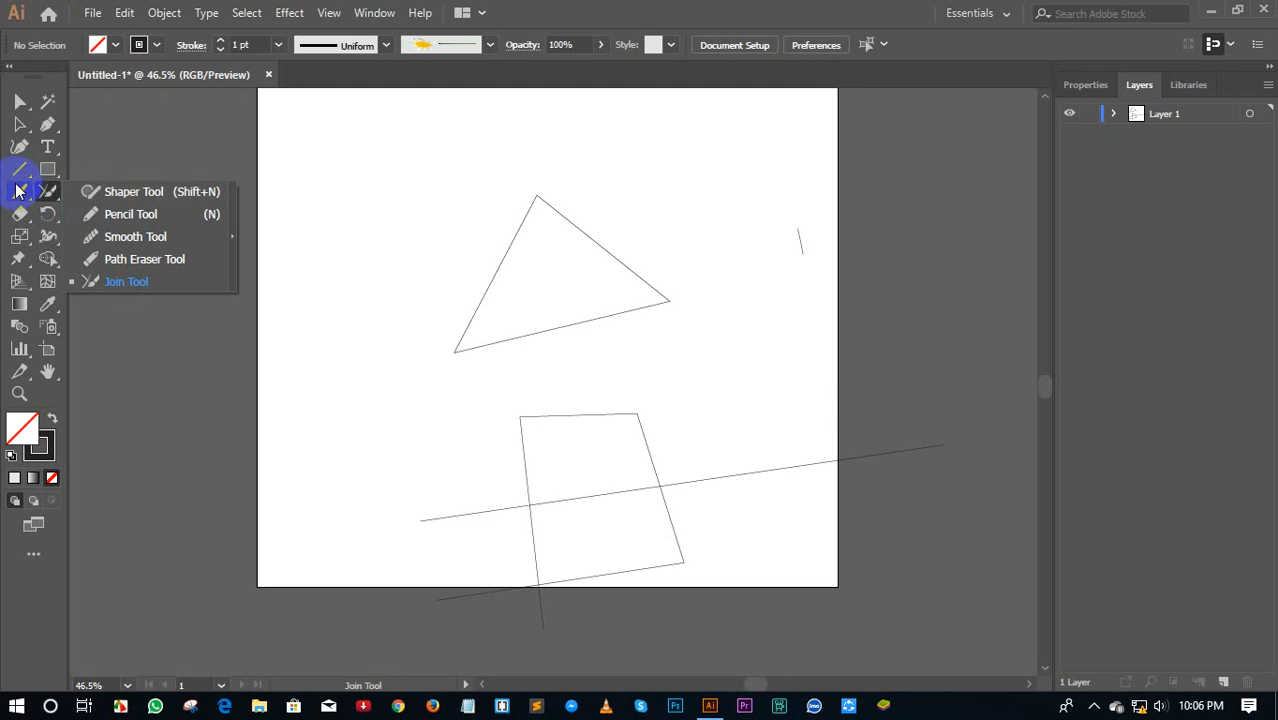 Ai File Edit Object Type Select Effect View Window Help Essentials Search Adobe Stock
No Selection Stroke: 1 pt Uniform Opacity: 100% Style: Document Setup Preferences
Untitled-1* @ 46.5% (RGB/Preview) ×
Properties Layers Libraries
Layer 1
Shaper Tool (Shift+N)
Pencil Tool (N)
Smooth Tool
Path Eraser Tool
Join Tool
46.5% 1 Join Tool
1 Layer
Ps Ai Pr 10:06 PM